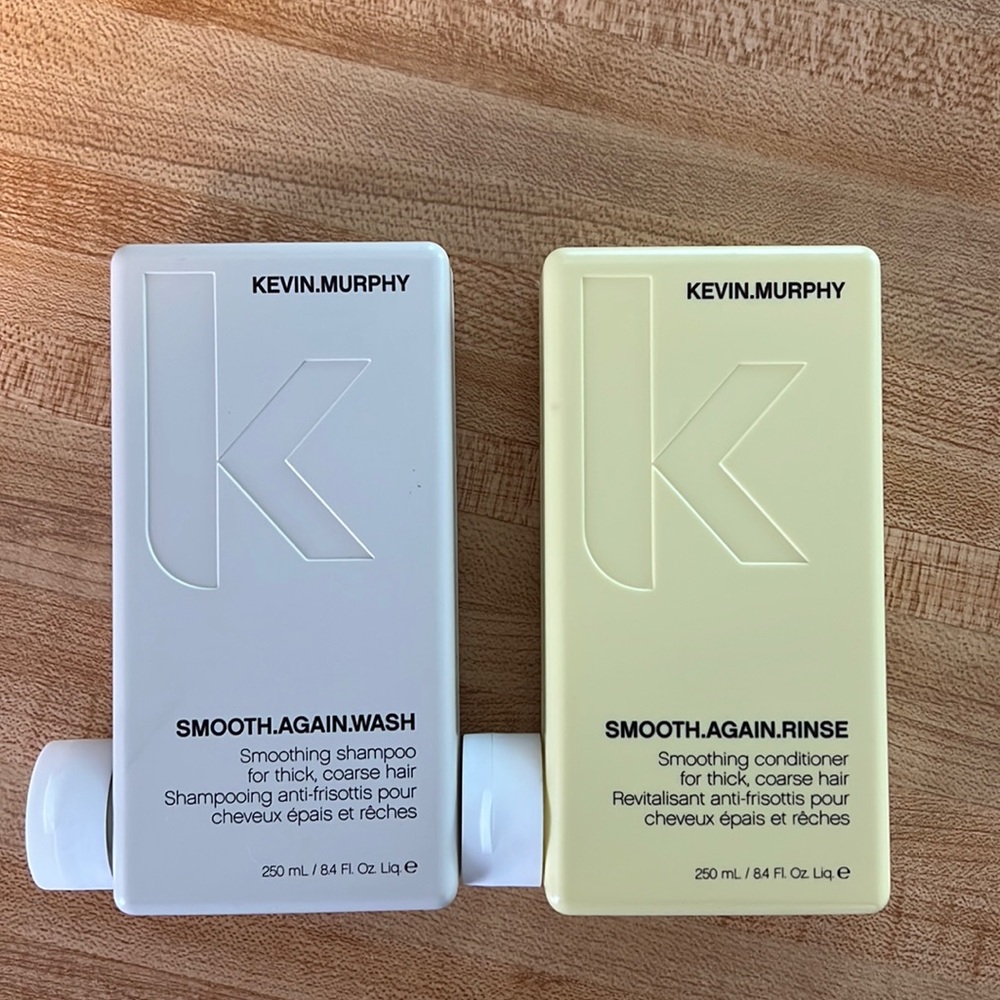 KEVIN.MURPHY
SMOOTH.AGAIN.WASH
Smoothing shampoo
for thick, coarse hair
Shampooing anti-frisottis pour
cheveux épais et rêches
250 mL / 8.4 Fl. Oz. Liq. ℮
KEVIN.MURPHY
SMOOTH.AGAIN.RINSE
Smoothing conditioner
for thick, coarse hair
Revitalisant anti-frisottis pour
cheveux épais et rêches
250 mL / 8.4 Fl. Oz. Liq. ℮